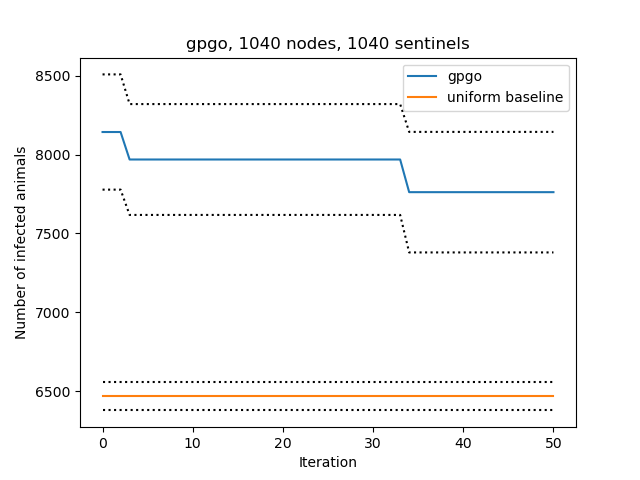 gpgo, 1040 nodes, 1040 sentinels
gpgo
uniform baseline
Number of infected animals
8500
8000
7500
7000
6500
0 10 20 30 40 50
Iteration